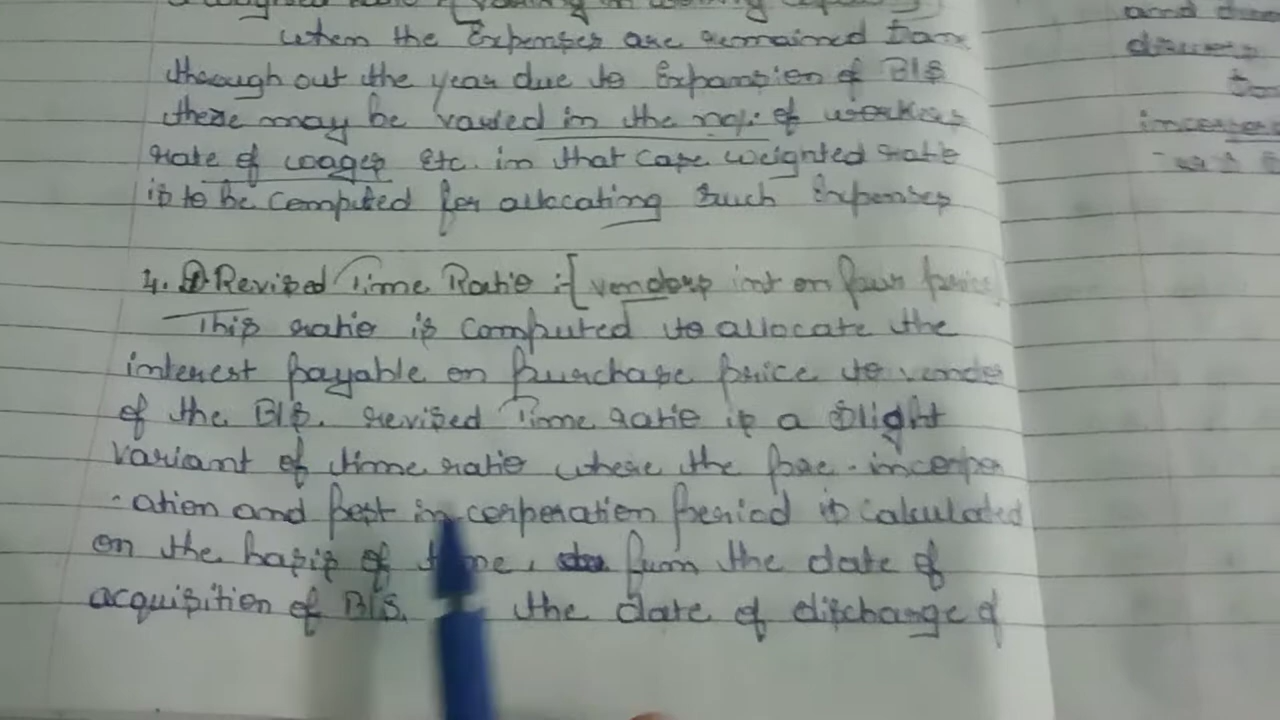 when the Expenses are remained
through out the year due to Expansion of B/s
there may be varied in the no: of workers
rate of wages etc. in that case weighted ratio
is to be computed for allocating such Expenses
4. Revised Time Ratio :- [vendors int on pur price]
This ratio is computed to allocate the
interest payable on purchase price to vendo
of the B/s. revised Time ratio is a slight
variant of time ratio where the pre-incorpo
-ation and post incorporation period is calculated
on the basis of time, from the date of
acquisition of B/s. the date of discharge of
and
incorpor